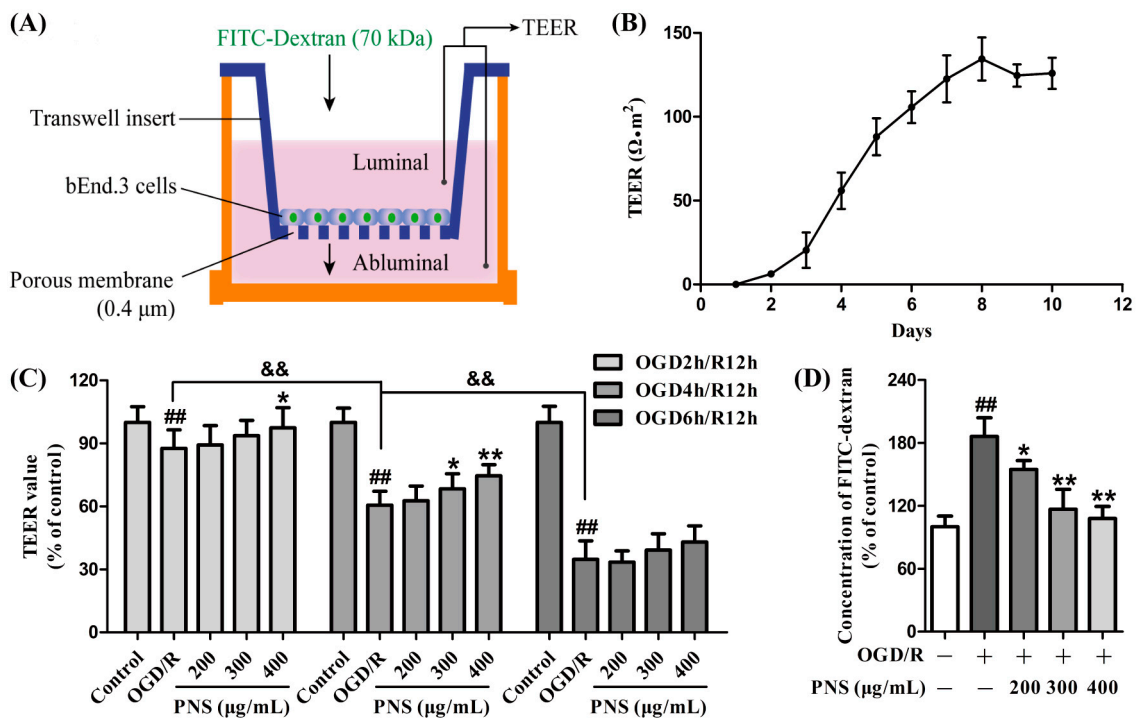 (A)
FITC-Dextran (70 kDa)
TEER
Transwell insert
bEnd.3 cells
Porous membrane
(0.4 μm)
Luminal
Abluminal
(B)
TEER (Ω•m²)
150
100
50
0
0 2 4 6 8 10 12
Days
(C)
TEER value
(% of control)
120
90
60
30
0
&&
&&
OGD2h/R12h
OGD4h/R12h
OGD6h/R12h
## *
## * **
##
Control OGD/R 200 300 400 Control OGD/R 200 300 400 Control OGD/R 200 300 400
PNS (μg/mL) PNS (μg/mL) PNS (μg/mL)
(D)
Concentration of FITC-dextran
(% of control)
240
180
120
60
0
## * ** **
OGD/R — + + + +
PNS (μg/mL) — — 200 300 400